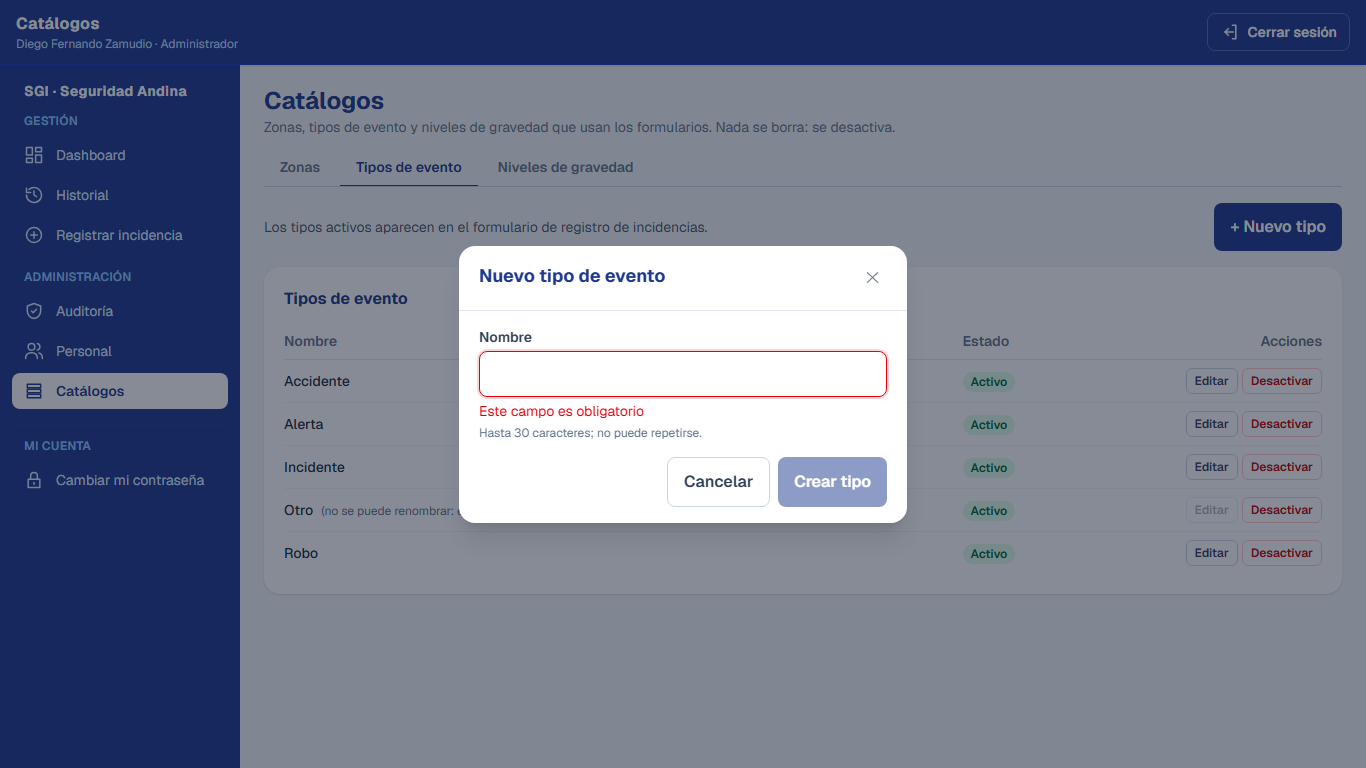 Catálogos
Diego Fernando Zamudio · Administrador
Cerrar sesión
SGI · Seguridad Andina
GESTIÓN
Dashboard
Historial
Registrar incidencia
ADMINISTRACIÓN
Auditoría
Personal
Catálogos
MI CUENTA
Cambiar mi contraseña
Catálogos
Zonas, tipos de evento y niveles de gravedad que usan los formularios. Nada se borra: se desactiva.
Zonas Tipos de evento Niveles de gravedad
Los tipos activos aparecen en el formulario de registro de incidencias.
+ Nuevo tipo
Tipos de evento
Nombre Estado Acciones
Accidente Activo Editar Desactivar
Alerta Activo Editar Desactivar
Incidente Activo Editar Desactivar
Otro (no se puede renombrar: Activo Editar Desactivar
Robo Activo Editar Desactivar
Nuevo tipo de evento
Nombre
Este campo es obligatorio
Hasta 30 caracteres; no puede repetirse.
Cancelar Crear tipo